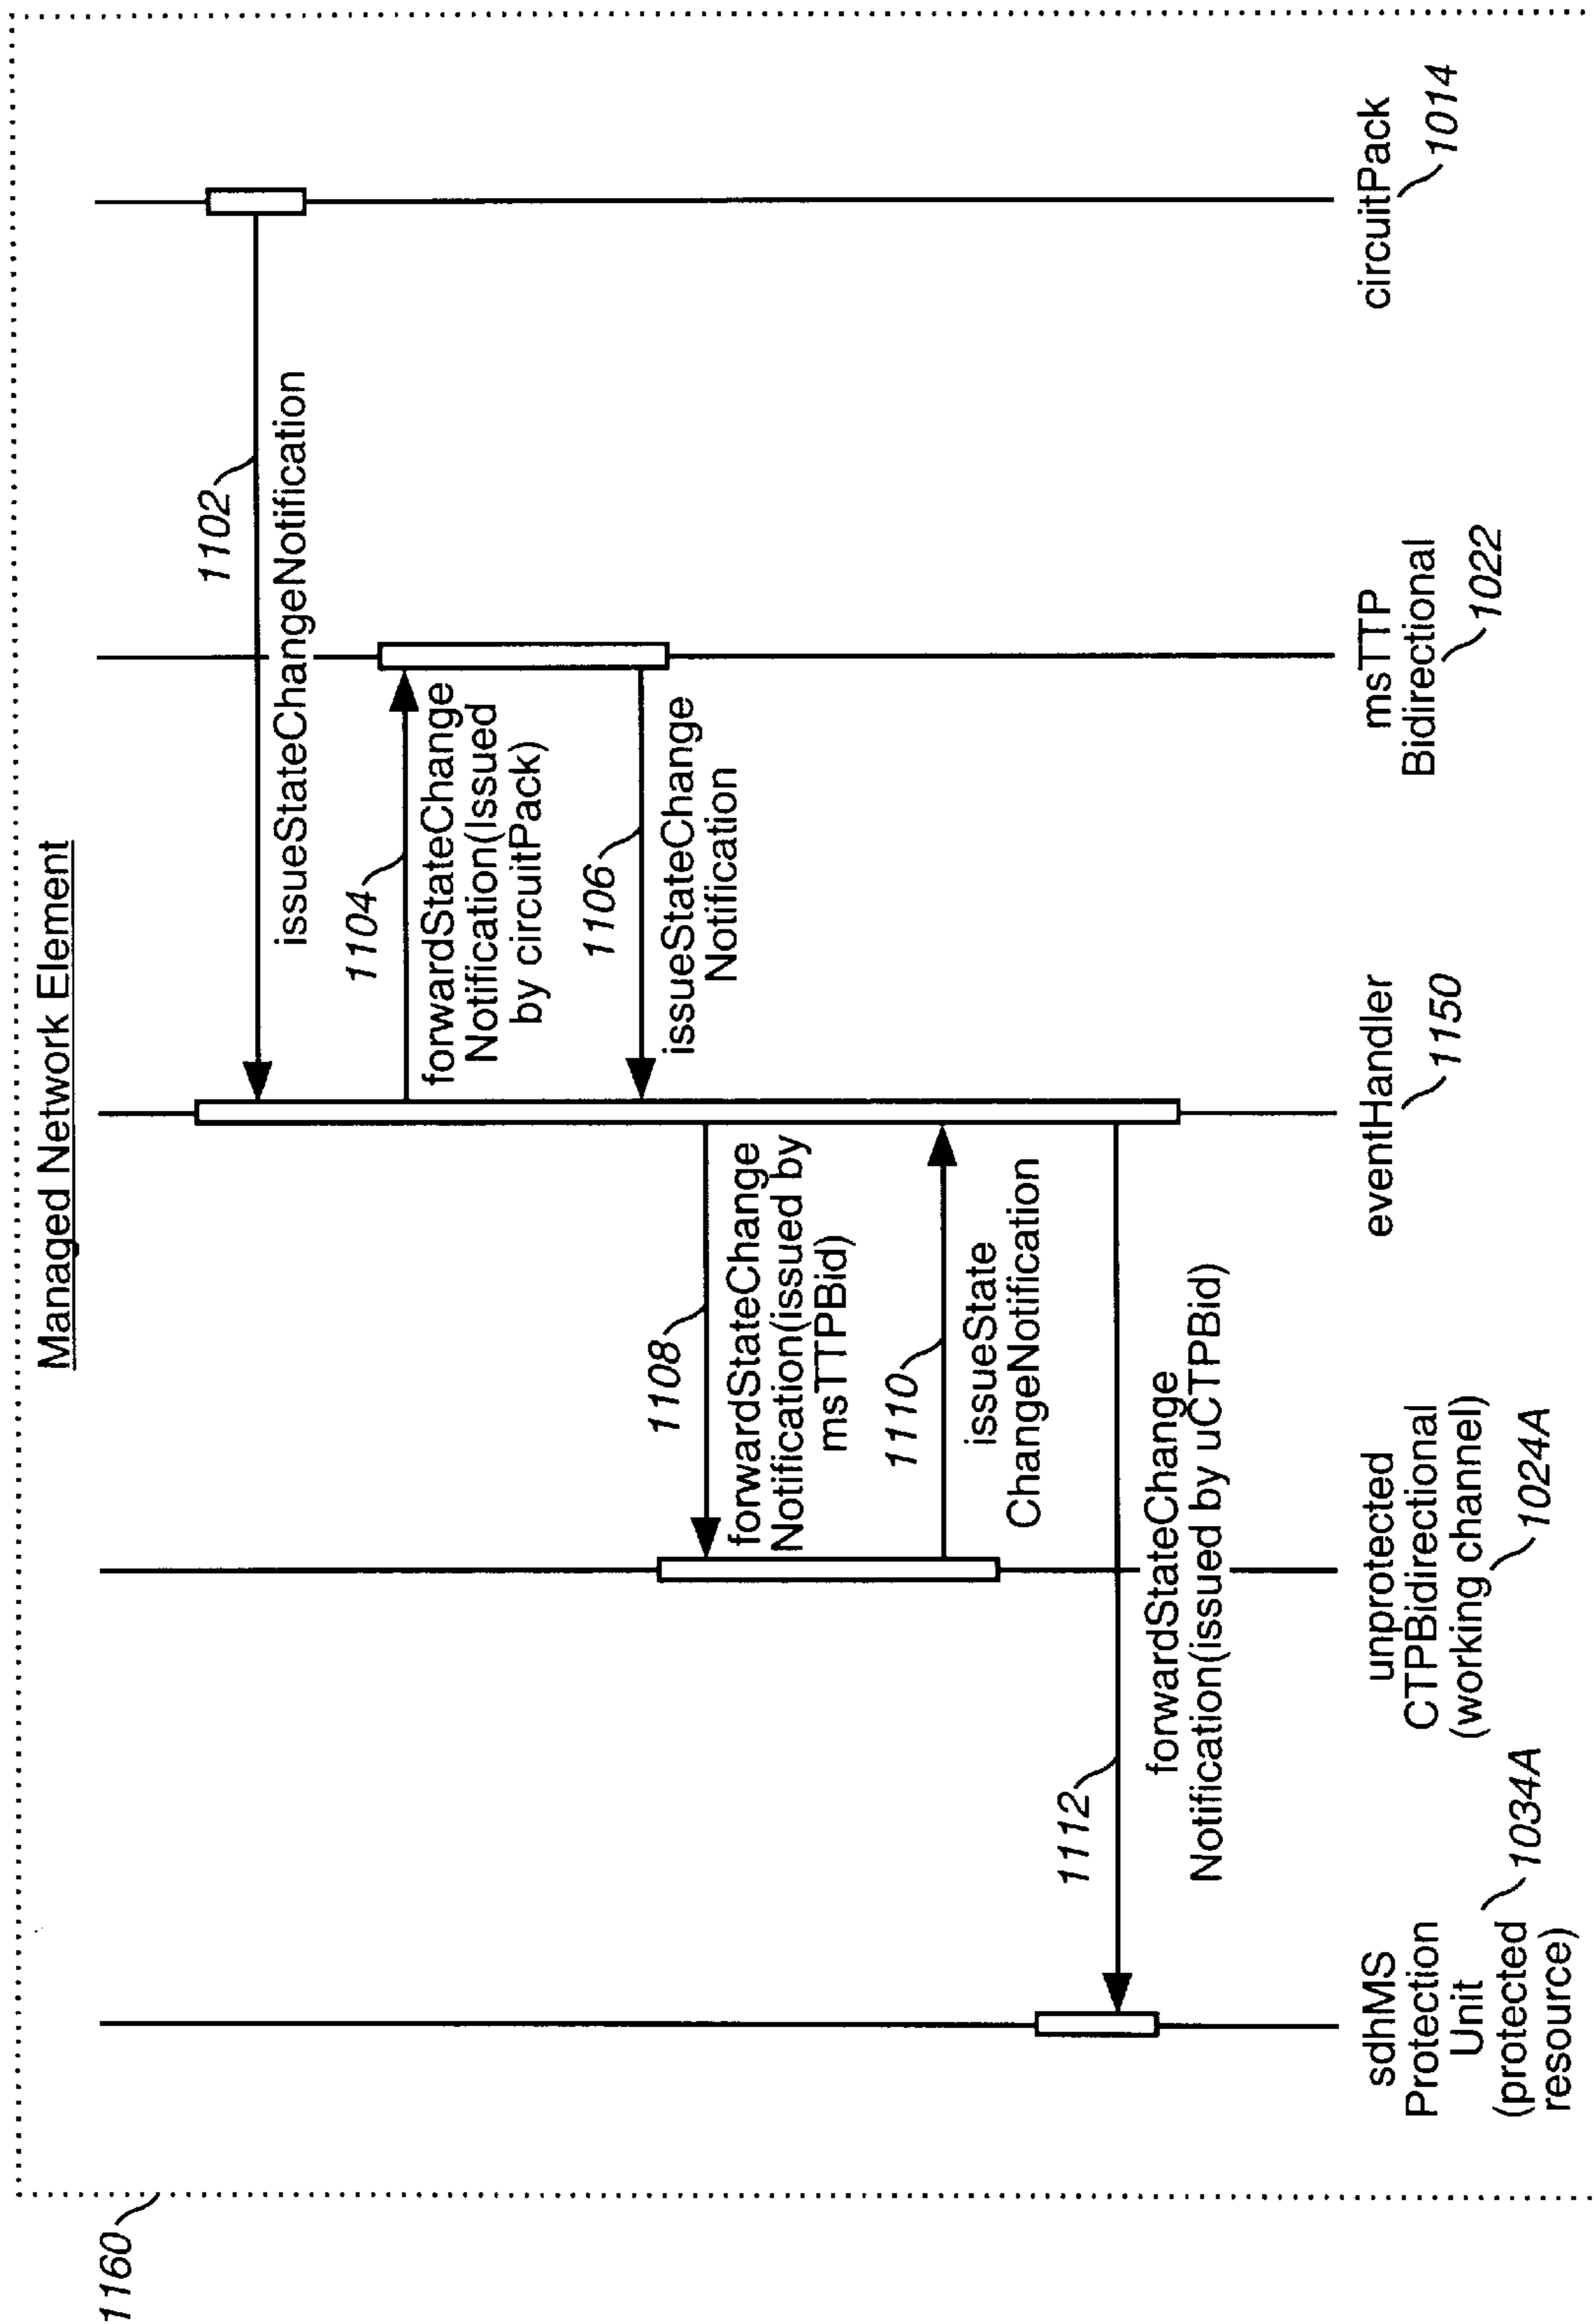 1160
Managed Network Element
1102
issueStateChangeNotification
1104
forwardStateChange
Notification(Issued
by circuitPack)
1106
issueStateChange
Notification
1108
forwardStateChange
Notification(issued by
msTTPBid)
1110
issueState
ChangeNotification
1112
forwardStateChange
Notification(issued by uCTPBid)
sdhMS
Protection
Unit
(protected
resource)
1034A
unprotected
CTPBidirectional
(working channel)
1024A
eventHandler
1150
msTTP
Bidirectional
1022
circuitPack
1014